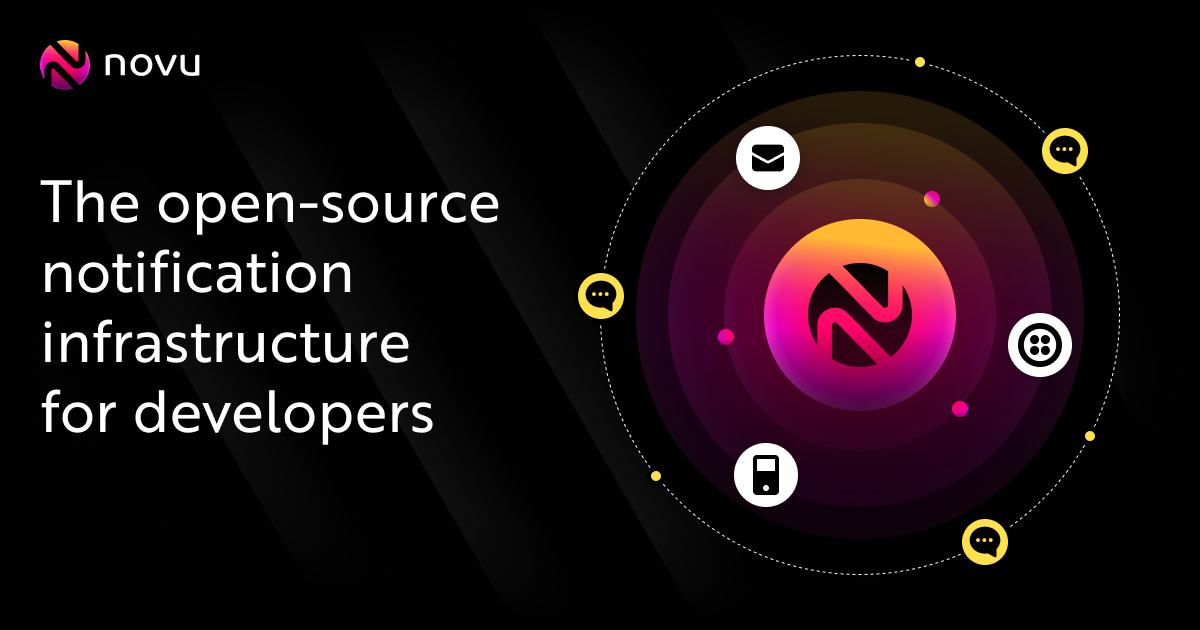 novu
The open-source
notification
infrastructure
for developers